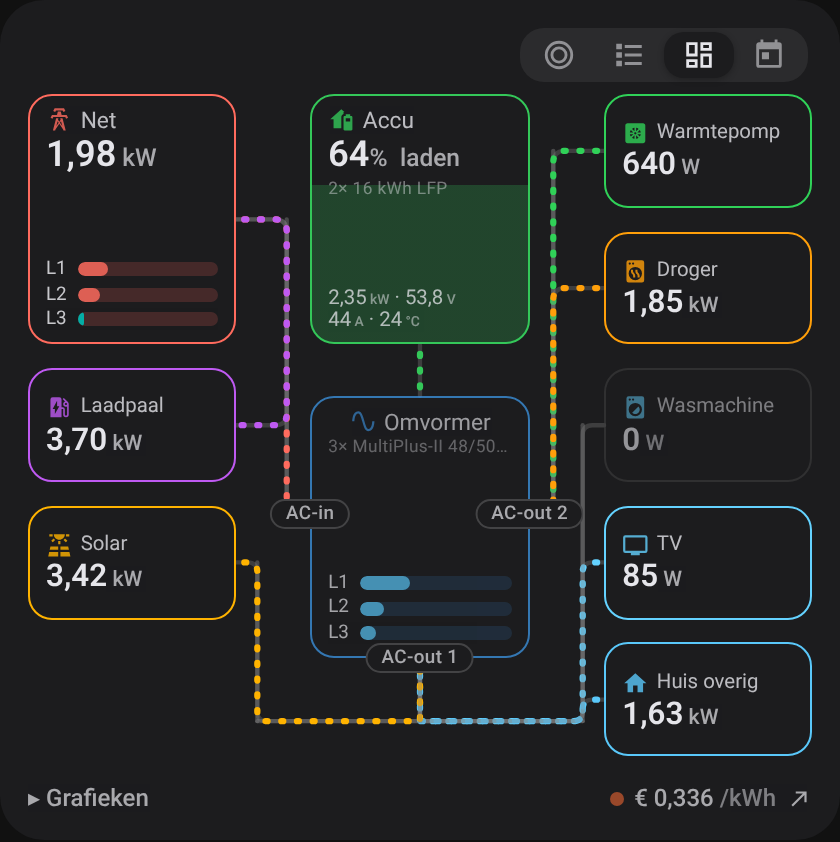 Net
1,98 kW
L1
L2
L3
Accu
64% laden
2× 16 kWh LFP
2,35 kW · 53,8 V
44 A · 24 °C
Warmtepomp
640 W
Droger
1,85 kW
Laadpaal
3,70 kW
Omvormer
3× MultiPlus-II 48/50…
Wasmachine
0 W
AC-in
AC-out 2
Solar
3,42 kW
L1
L2
L3
AC-out 1
TV
85 W
Huis overig
1,63 kW
▸ Grafieken
€ 0,336 /kWh